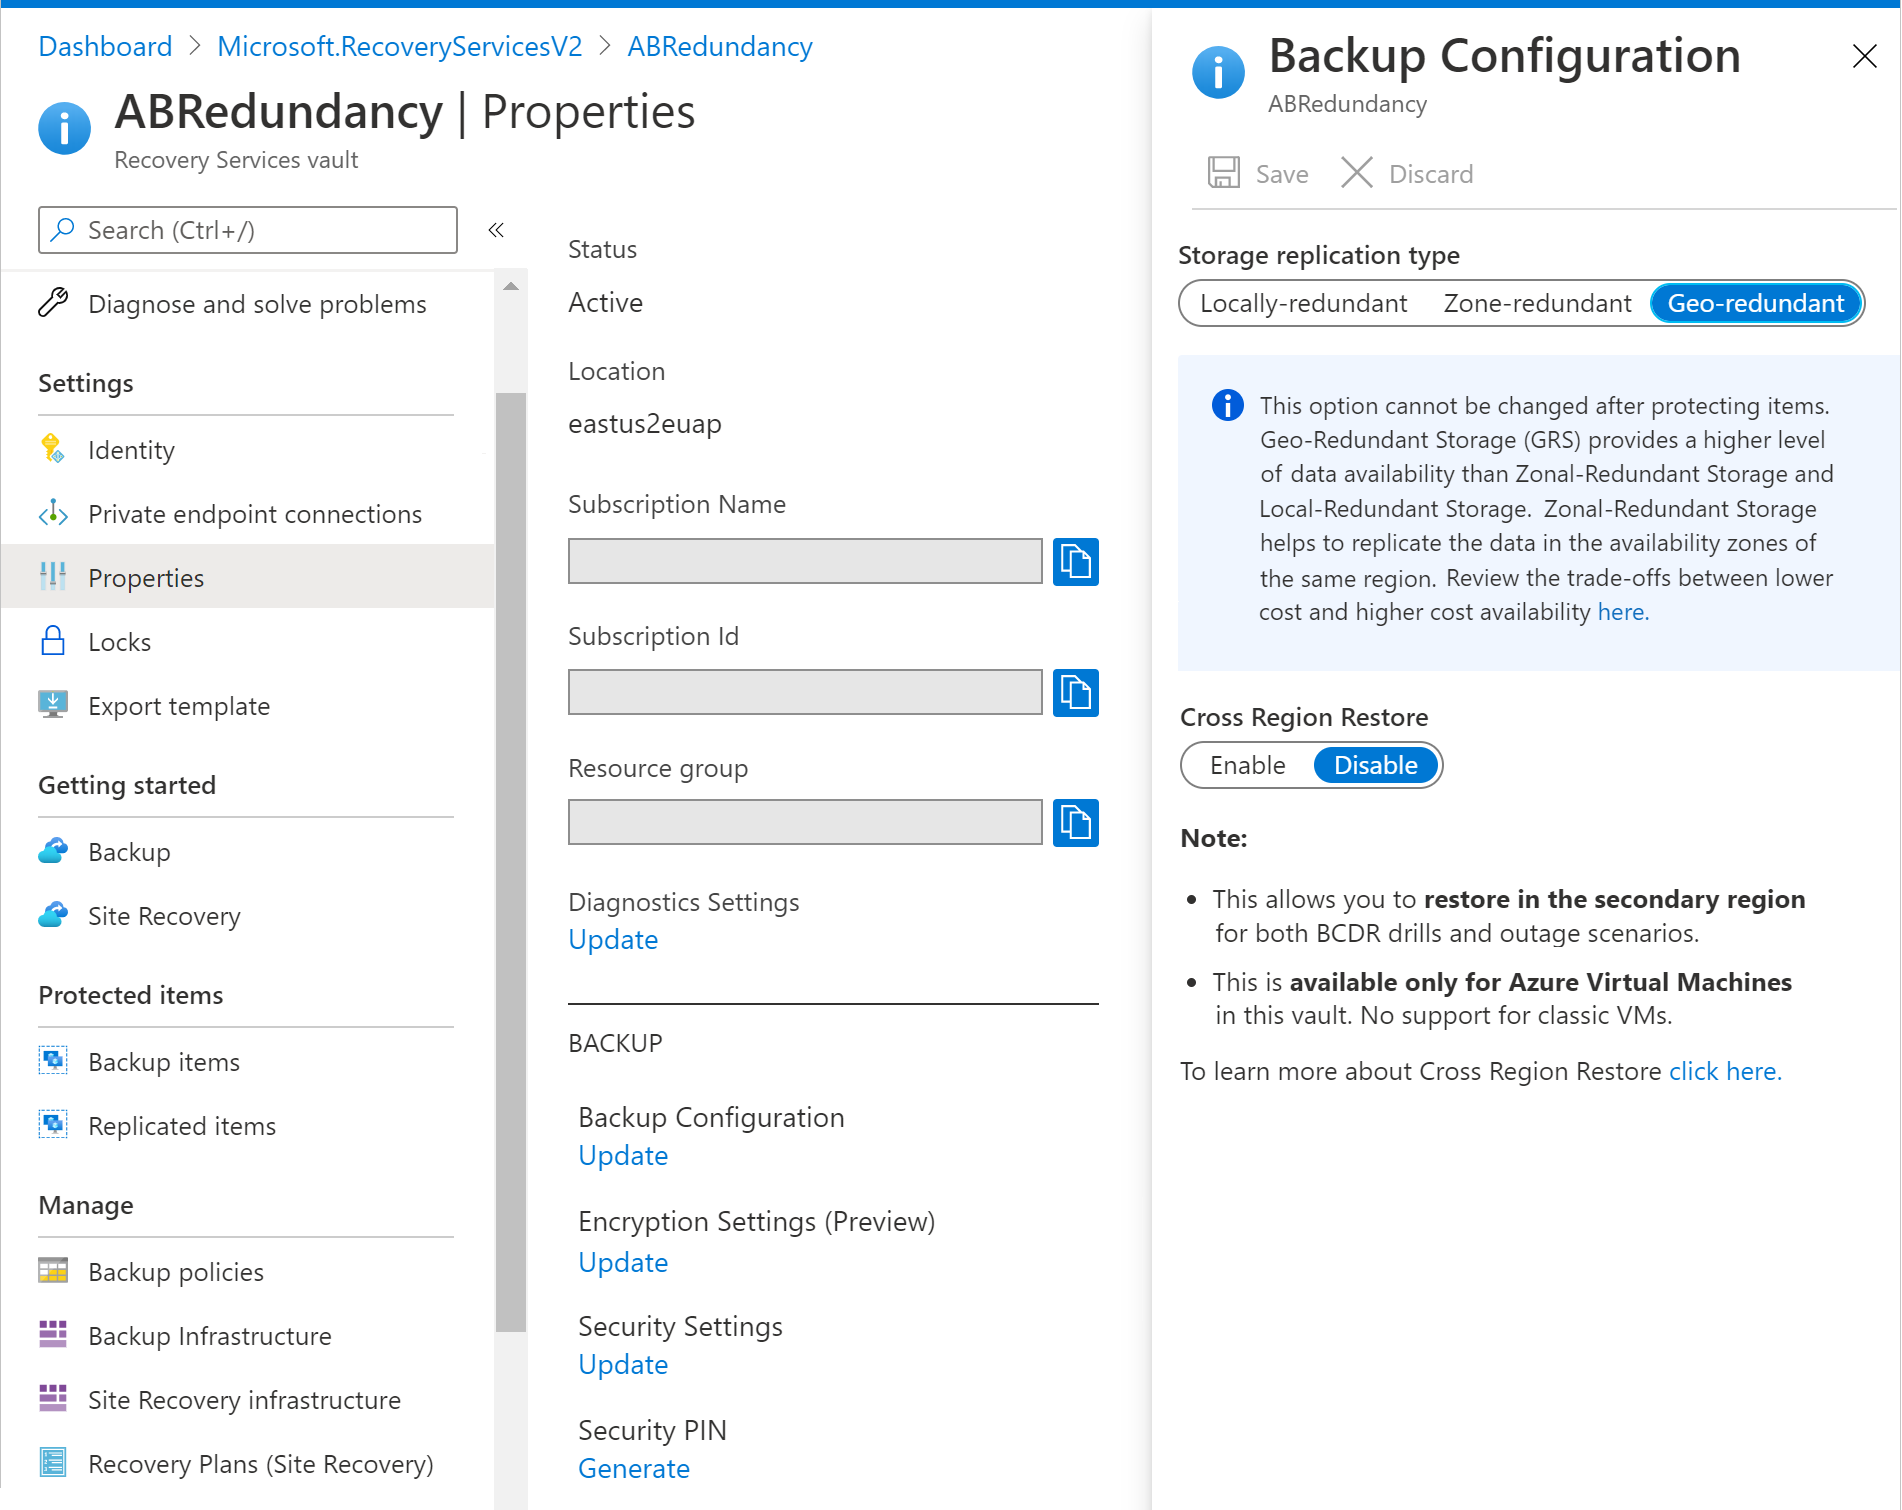 Dashboard > Microsoft.RecoveryServicesV2 > ABRedundancy
ABRedundancy | Properties
Recovery Services vault
Search (Ctrl+/)
«
Diagnose and solve problems
Settings
Identity
Private endpoint connections
Properties
Locks
Export template
Getting started
Backup
Site Recovery
Protected items
Backup items
Replicated items
Manage
Backup policies
Backup Infrastructure
Site Recovery infrastructure
Recovery Plans (Site Recovery)
Status
Active
Location
eastus2euap
Subscription Name
Subscription Id
Resource group
Diagnostics Settings
Update
BACKUP
Backup Configuration
Update
Encryption Settings (Preview)
Update
Security Settings
Update
Security PIN
Generate
Backup Configuration
ABRedundancy
Save Discard
Storage replication type
Locally-redundant Zone-redundant Geo-redundant
This option cannot be changed after protecting items.
Geo-Redundant Storage (GRS) provides a higher level
of data availability than Zonal-Redundant Storage and
Local-Redundant Storage. Zonal-Redundant Storage
helps to replicate the data in the availability zones of
the same region. Review the trade-offs between lower
cost and higher cost availability here.
Cross Region Restore
Enable Disable
Note:
• This allows you to restore in the secondary region
for both BCDR drills and outage scenarios.
• This is available only for Azure Virtual Machines
in this vault. No support for classic VMs.
To learn more about Cross Region Restore click here.